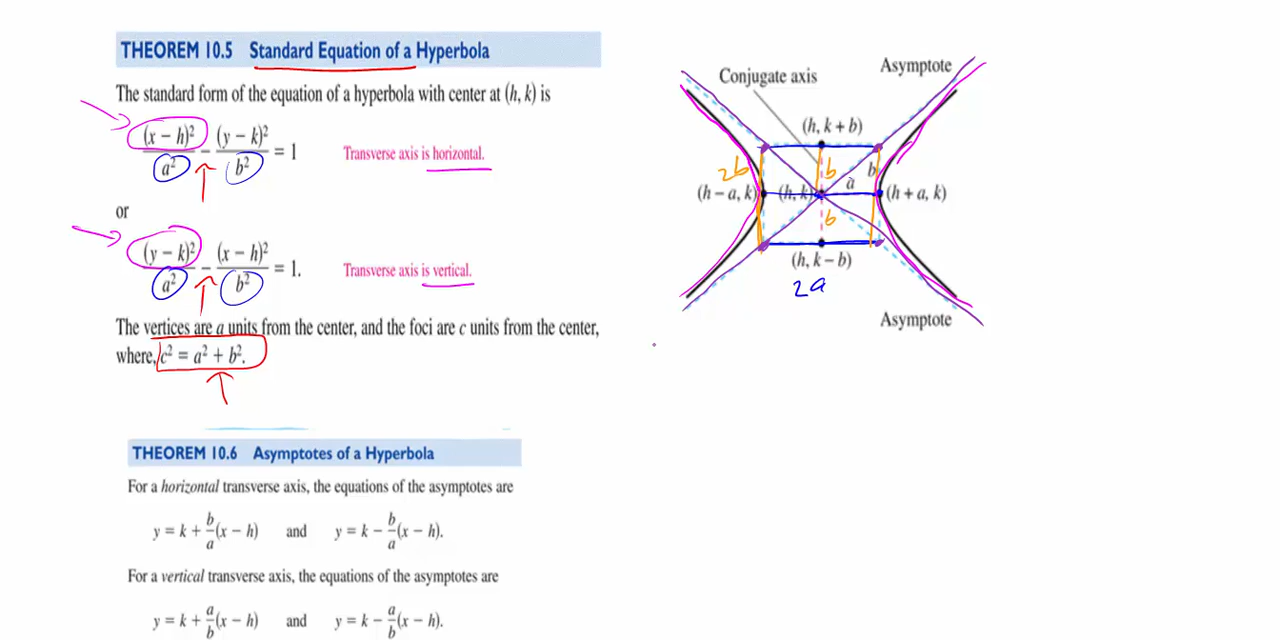 THEOREM 10.5 Standard Equation of a Hyperbola
The standard form of the equation of a hyperbola with center at (h, k) is
(x − h)²/a² − (y − k)²/b² = 1 Transverse axis is horizontal.
or
(y − k)²/a² − (x − h)²/b² = 1. Transverse axis is vertical.
The vertices are a units from the center, and the foci are c units from the center,
where, c² = a² + b².
THEOREM 10.6 Asymptotes of a Hyperbola
For a horizontal transverse axis, the equations of the asymptotes are
y = k + b/a (x − h) and y = k − b/a (x − h).
For a vertical transverse axis, the equations of the asymptotes are
y = k + a/b (x − h) and y = k − a/b (x − h).
Conjugate axis
Asymptote
(h, k + b)
2b
b
b
a
(h − a, k)
(h, k)
(h + a, k)
b
(h, k − b)
2a
Asymptote